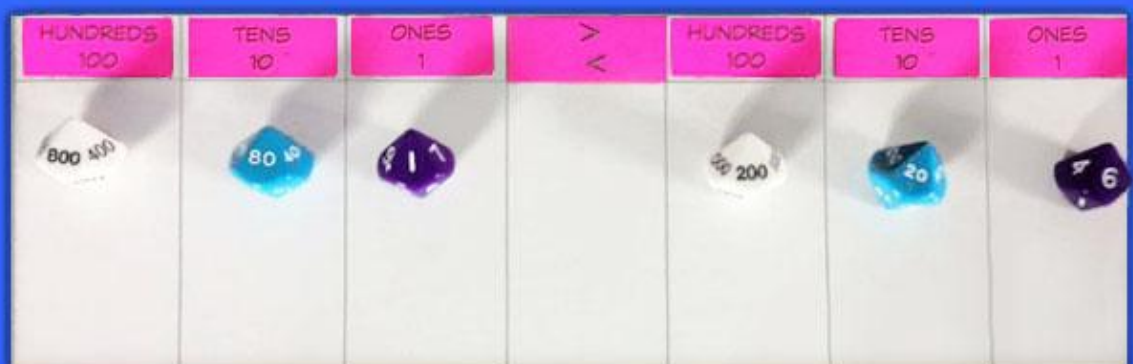 HUNDREDS TENS ONES > HUNDREDS TENS ONES
100 10 1 < 100 10 1
800 400 80 40 1 7 200 20 4 6